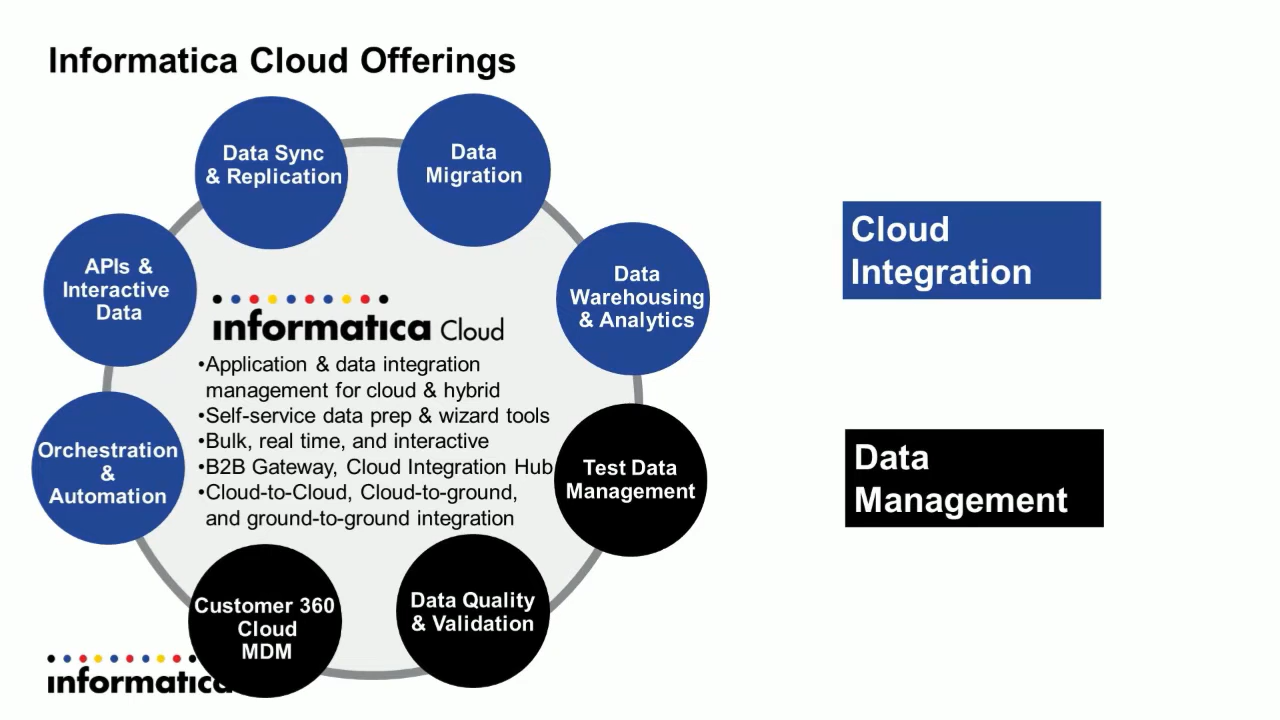 Informatica Cloud Offerings
Data Sync
& Replication
Data
Migration
APIs &
Interactive
Data
Data
Warehousing
& Analytics
Cloud
Integration
informatica Cloud
•Application & data integration
management for cloud & hybrid
•Self-service data prep & wizard tools
•Bulk, real time, and interactive
•B2B Gateway, Cloud Integration Hub
•Cloud-to-Cloud, Cloud-to-ground,
and ground-to-ground integration
Orchestration
&
Automation
Test Data
Management
Data
Management
Customer 360
Cloud
MDM
Data Quality
& Validation
informatica